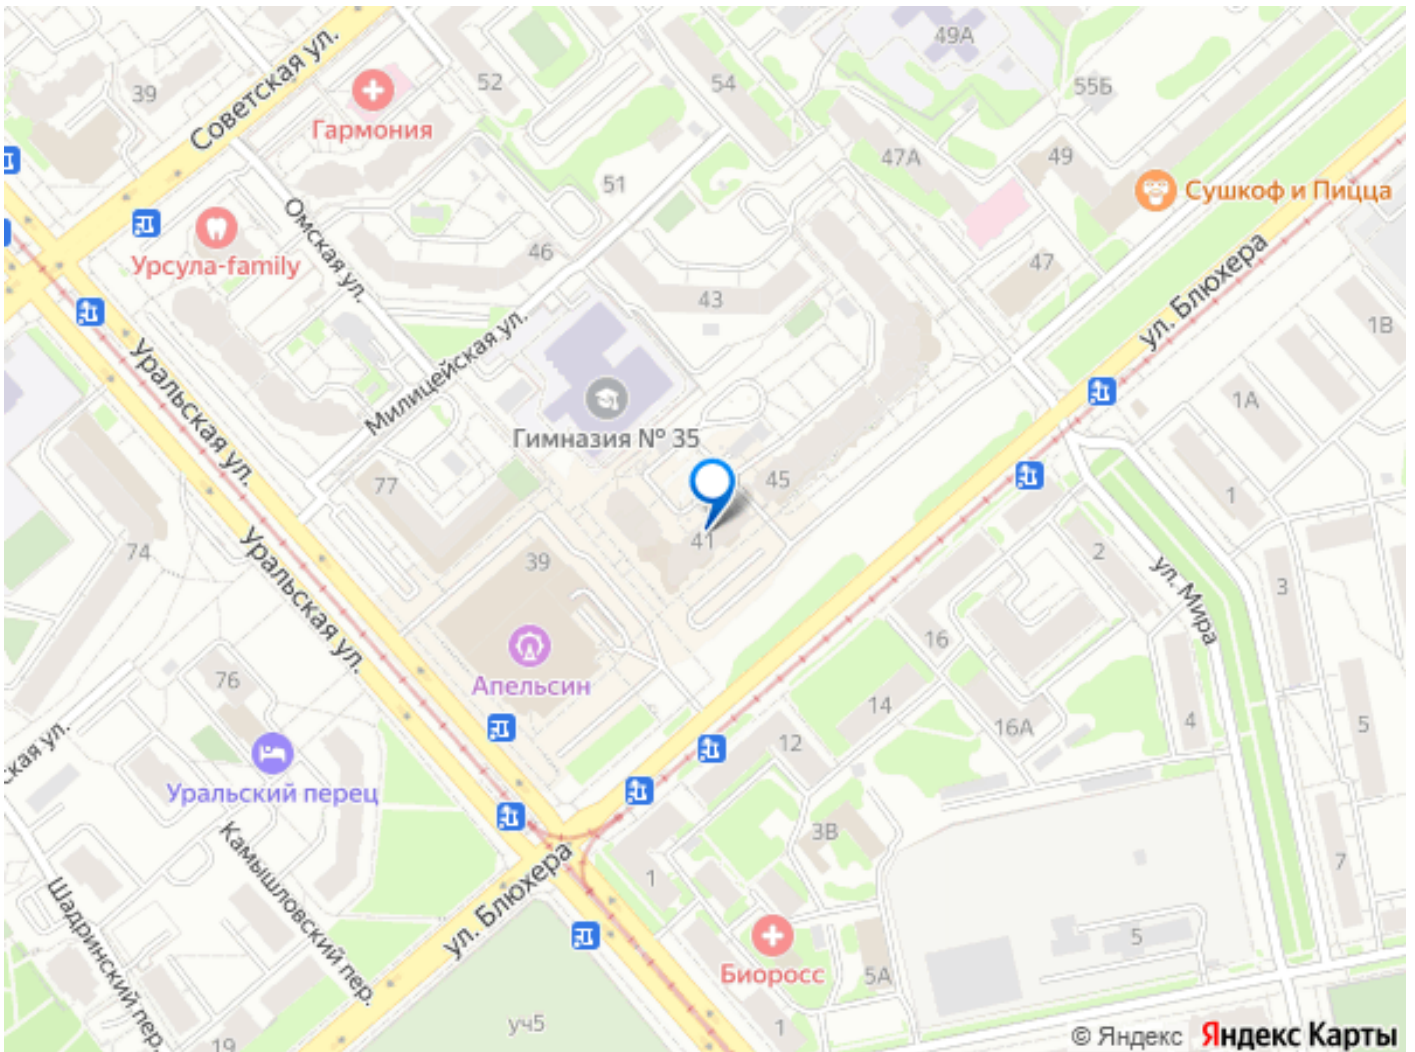 49А
52
54
55Б
39
Советская ул.
Гармония
47А
49
51
Сушкоф и Пицца
Омская ул.
Урсула-family
46
47
ул. Блюхера
43
1В
Милицейская ул.
Уральская ул.
1А
Гимназия № 35
77
45
1
41
74
39
2
ул. Мира
3
Уральская ул.
16
76
Апельсин
14
4
16А
5
ская ул.
12
Уральский перец
3В
Камышловский пер.
7
1
ул. Блюхера
Шадринский пер.
5
Биоросс
5А
уч5
1
19
© Яндекс Яндекс Карты